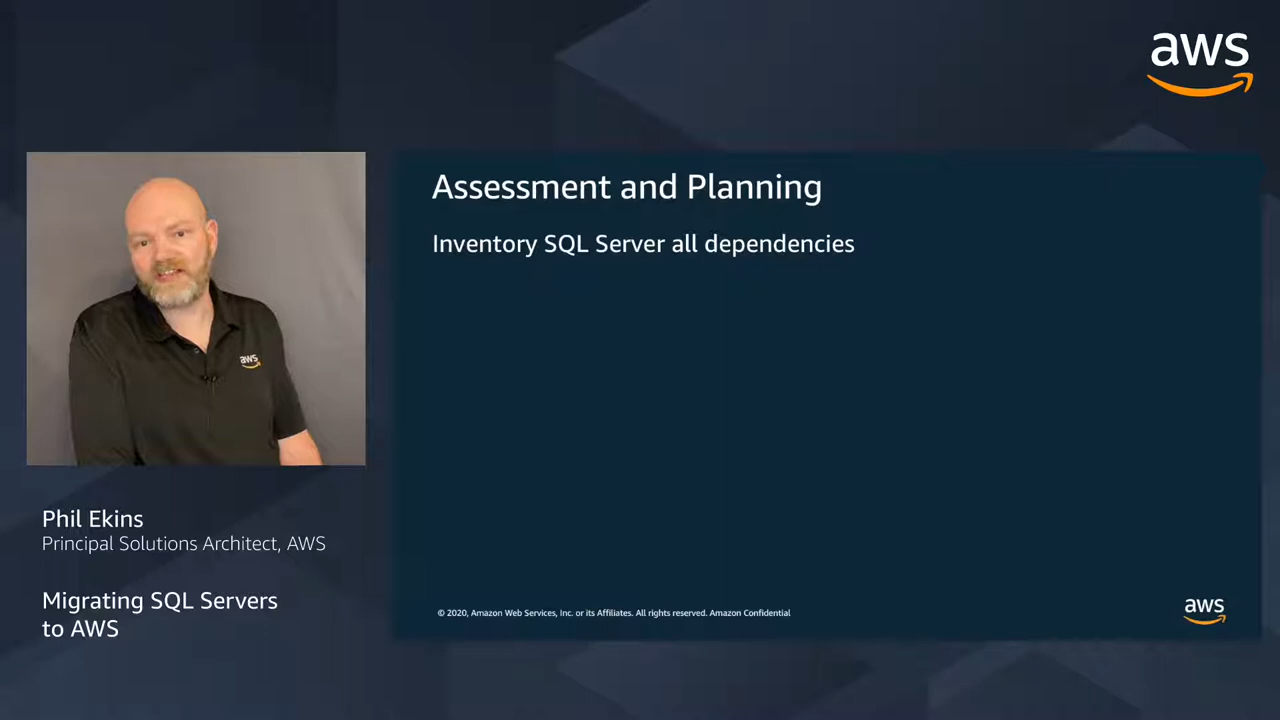 aws
Assessment and Planning
Inventory SQL Server all dependencies
aws
Phil Ekins
Principal Solutions Architect, AWS
Migrating SQL Servers
to AWS
© 2020, Amazon Web Services, Inc. or its Affiliates. All rights reserved. Amazon Confidential
aws